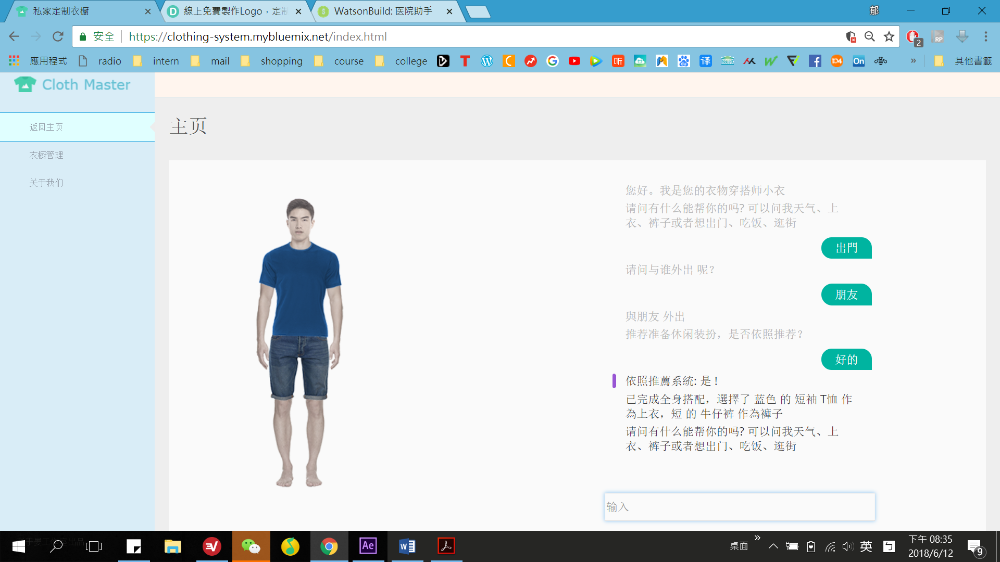 私家定制衣橱
線上免費製作Logo，定制
WatsonBuild: 医院助手
郁
安全
https://clothing-system.mybluemix.net/index.html
2
應用程式
radio
intern
mail
shopping
course
college
其他書籤
Cloth Master
返回主页
衣橱管理
关于我们
主页
您好。我是您的衣物穿搭师小衣
请问有什么能帮你的吗? 可以问我天气、上
衣、裤子或者想出门、吃饭、逛街
出門
请问与谁外出 呢？
朋友
與朋友 外出
推荐准备休闲装扮，是否依照推荐？
好的
依照推薦系統: 是！
已完成全身搭配，選擇了 蓝色 的 短袖 T恤 作
為上衣，短 的 牛仔裤 作為褲子
请问有什么能帮你的吗? 可以问我天气、上
衣、裤子或者想出门、吃饭、逛街
输入
桌面
英
下午 08:35
2018/6/12
9